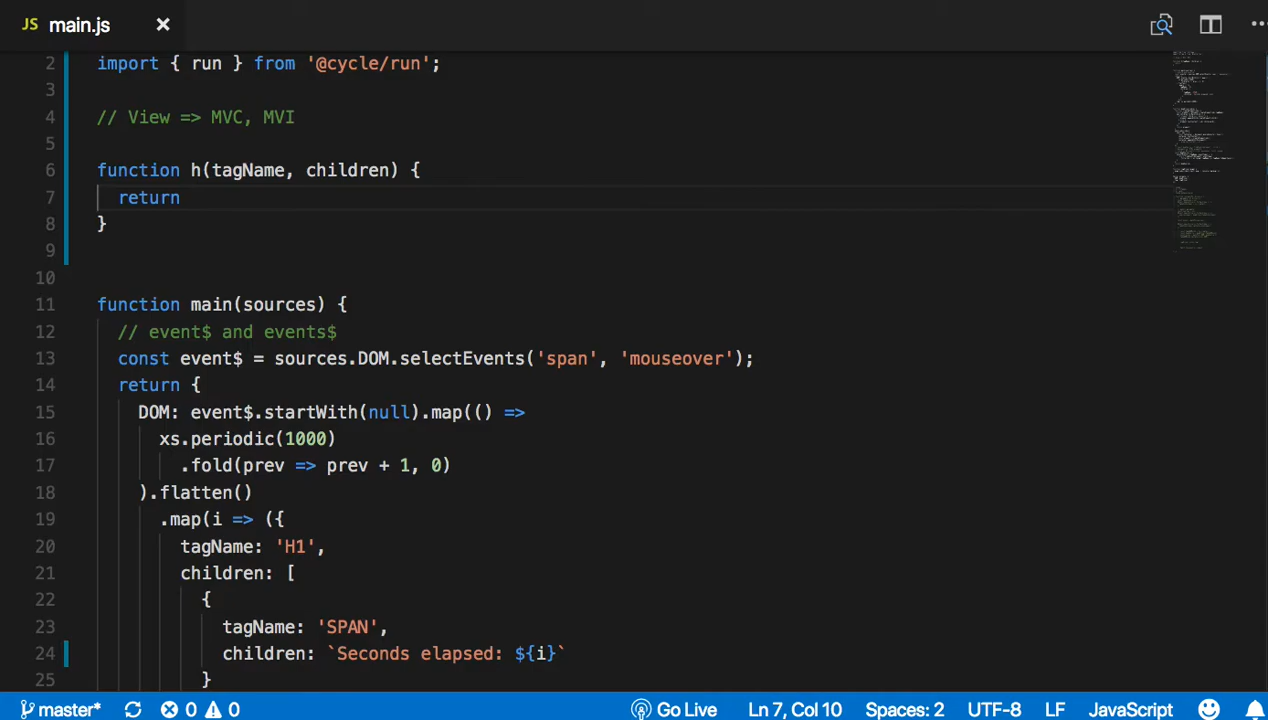 JS main.js ×
2 import { run } from '@cycle/run';
3
4 // View => MVC, MVI
5
6 function h(tagName, children) {
7 return
8 }
9
10
11 function main(sources) {
12 // event$ and events$
13 const event$ = sources.DOM.selectEvents('span', 'mouseover');
14 return {
15 DOM: event$.startWith(null).map(() =>
16 xs.periodic(1000)
17 .fold(prev => prev + 1, 0)
18 ).flatten()
19 .map(i => ({
20 tagName: 'H1',
21 children: [
22 {
23 tagName: 'SPAN',
24 children: `Seconds elapsed: ${i}`
25 }
master* 0 0 Go Live Ln 7, Col 10 Spaces: 2 UTF-8 LF JavaScript